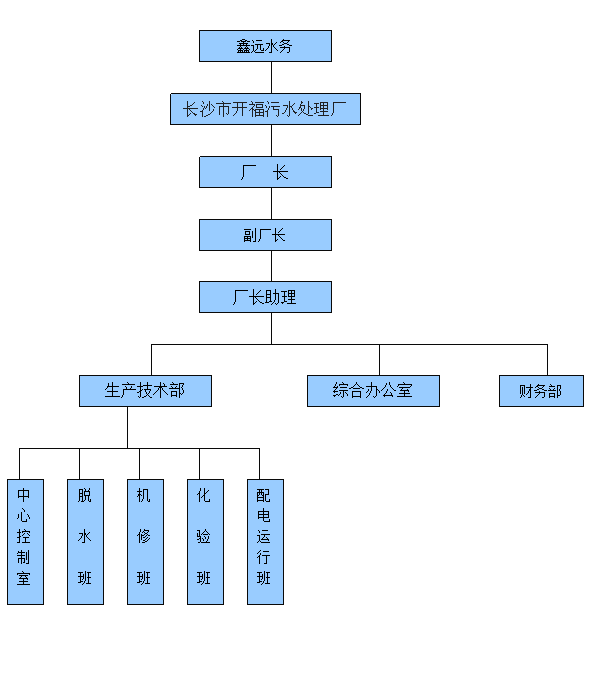 鑫远水务
长沙市开福污水处理厂
厂　长
副厂长
厂长助理
生产技术部
综合办公室
财务部
中心控制室
脱水班
机修班
化验班
配电运行班